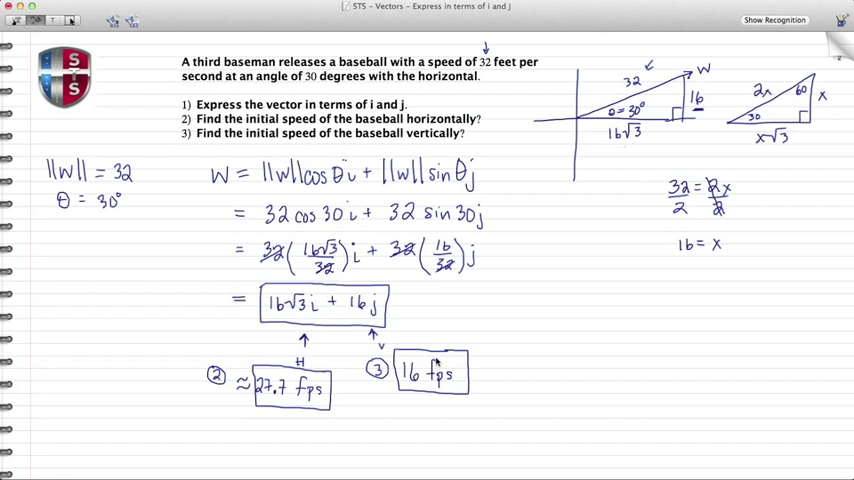 STS - Vectors - Express in terms of i and j
T
Show Recognition
2
STS
A third baseman releases a baseball with a speed of 32 feet per
second at an angle of 30 degrees with the horizontal.
1) Express the vector in terms of i and j.
2) Find the initial speed of the baseball horizontally?
3) Find the initial speed of the baseball vertically?
32
W
θ = 30°
16
16√3
2x
60
x
30
x√3
||W|| = 32
θ = 30°
W = ||W||cosθi + ||W||sinθj
= 32 cos 30 i + 32 sin 30 j
= 32(16√3/32)i + 32(16/32)j
= 16√3 i + 16 j
32/2 = 2x/2
16 = x
H
V
② ≈ 27.7 fps
③ 16 fps